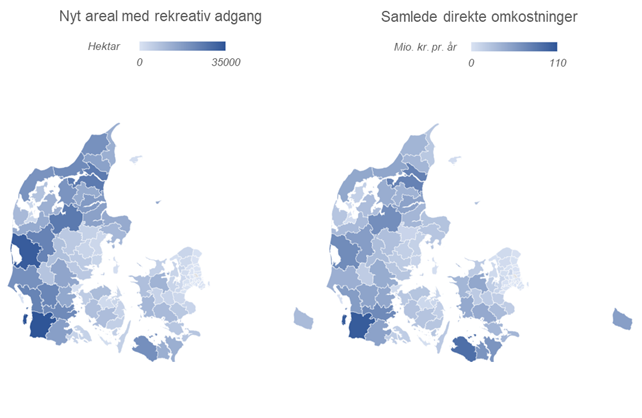 Nyt areal med rekreativ adgang
Hektar
0
35000
Samlede direkte omkostninger
Mio. kr. pr. år
0
110